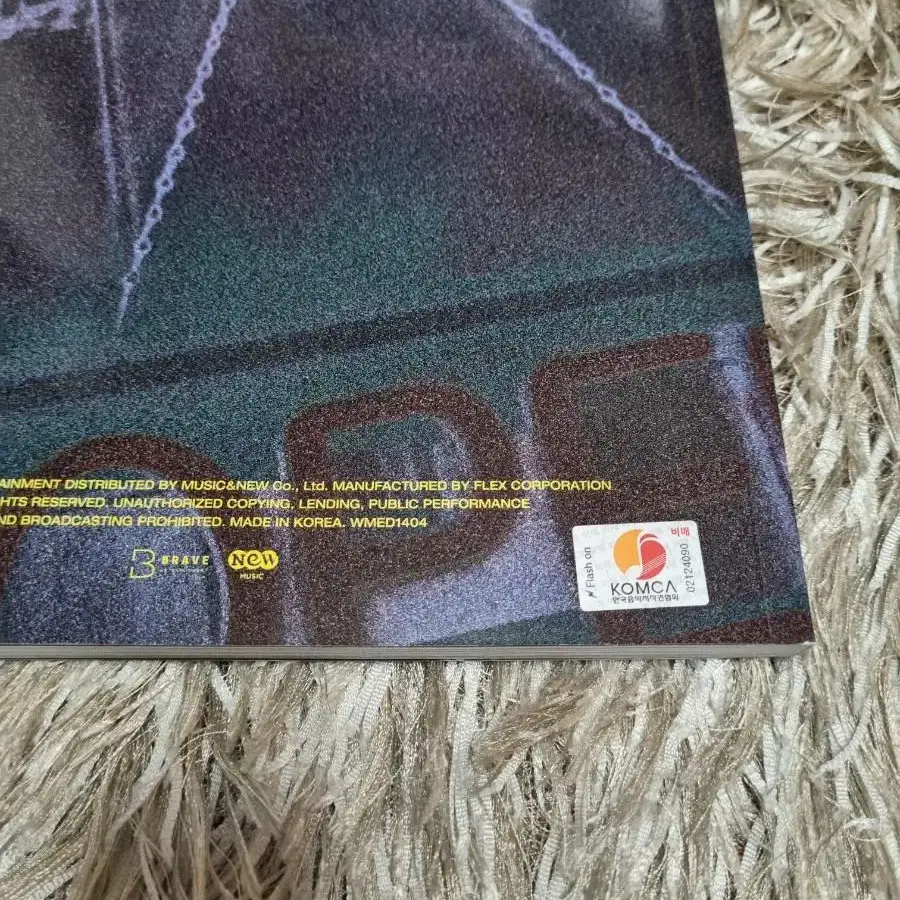 AINMENT DISTRIBUTED BY MUSIC&NEW Co., Ltd. MANUFACTURED BY FLEX CORPORATION
HTS RESERVED. UNAUTHORIZED COPYING, LENDING, PUBLIC PERFORMANCE
ND BROADCASTING PROHIBITED. MADE IN KOREA. WMED1404
BRAVE
NEW
MUSIC
Flash on
비매
KOMCA
한국음악저작권협회
02124090